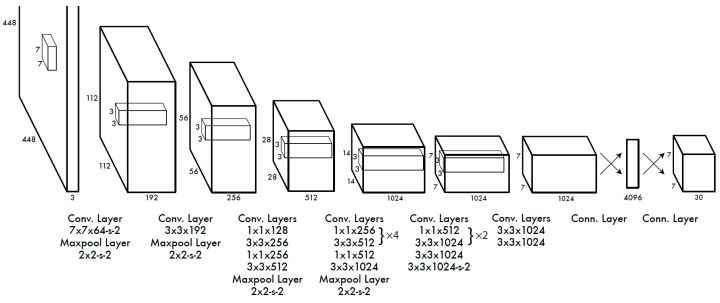 448
7
7
448
3
112
3
3
112
192
56
3
3
56
256
28
3
3
28
512
14
3
3
14
1024
7
3
3
7
1024
7
7
1024
4096
7
7
30
Conv. Layer
7x7x64-s-2
Maxpool Layer
2x2-s-2
Conv. Layer
3x3x192
Maxpool Layer
2x2-s-2
Conv. Layers
1x1x128
3x3x256
1x1x256
3x3x512
Maxpool Layer
2x2-s-2
Conv. Layers
1x1x256
3x3x512 }×4
1x1x512
3x3x1024
Maxpool Layer
2x2-s-2
Conv. Layers
1x1x512
3x3x1024 }×2
3x3x1024
3x3x1024-s-2
Conv. Layers
3x3x1024
3x3x1024
Conn. Layer
Conn. Layer